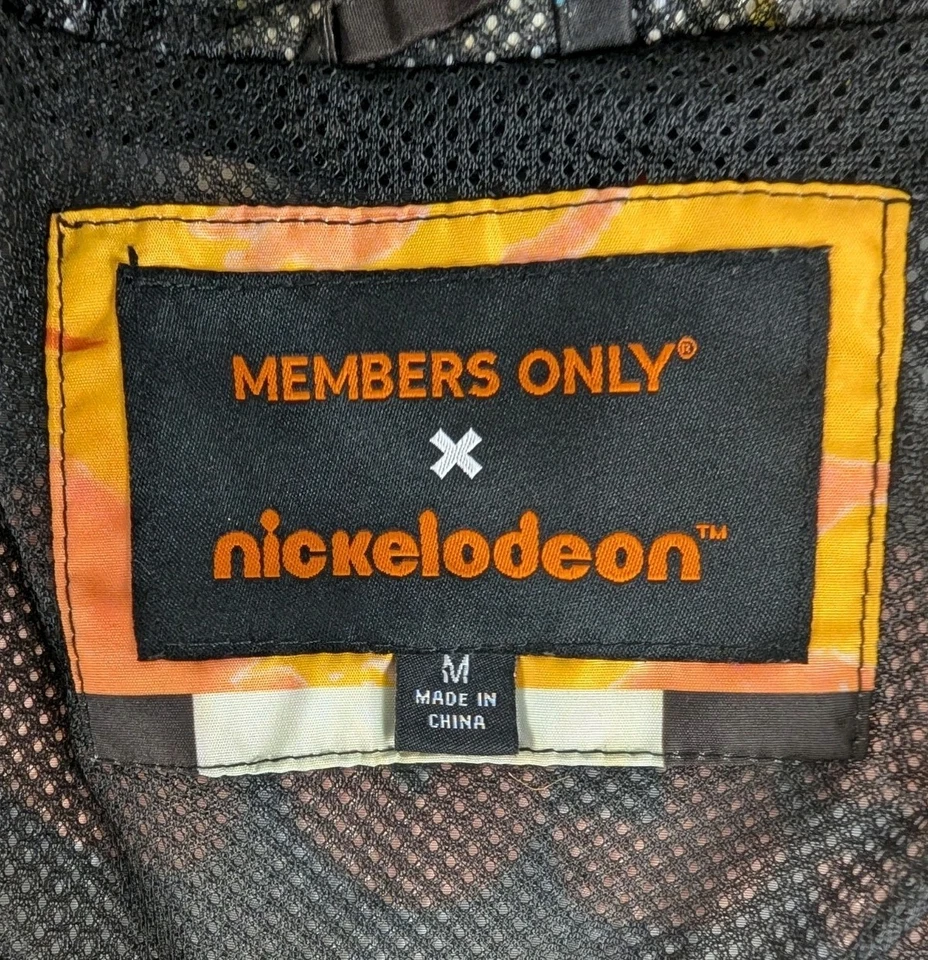 MEMBERS ONLY®
X
nickelodeon™
M
MADE IN
CHINA